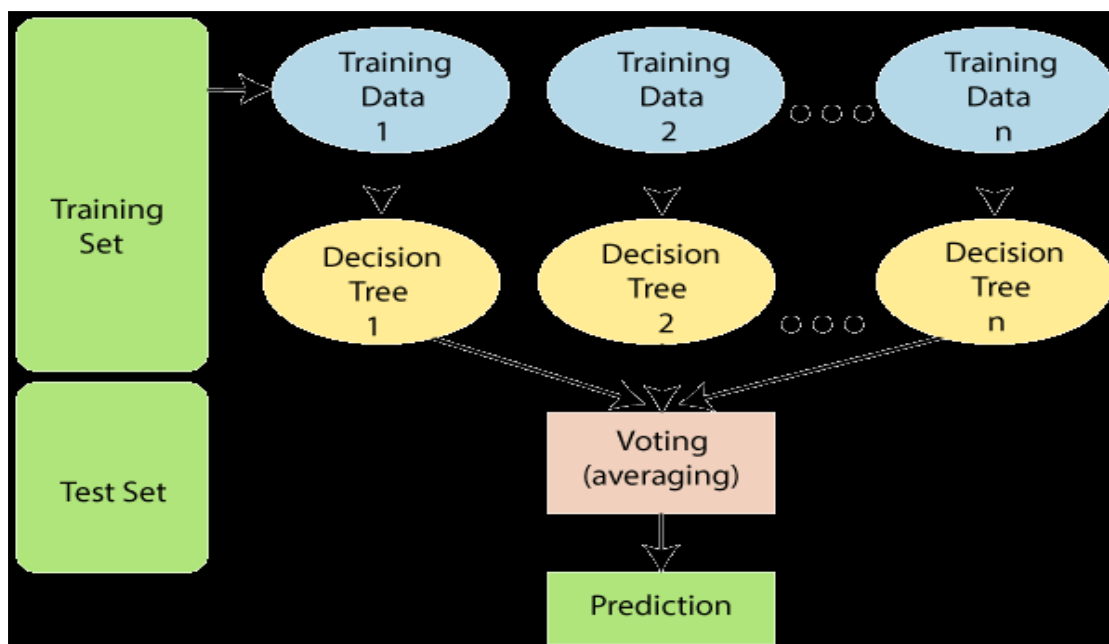 Training
Set
Test Set
Training
Data
1
Training
Data
2
Training
Data
n
Decision
Tree
1
Decision
Tree
2
Decision
Tree
n
Voting
(averaging)
Prediction